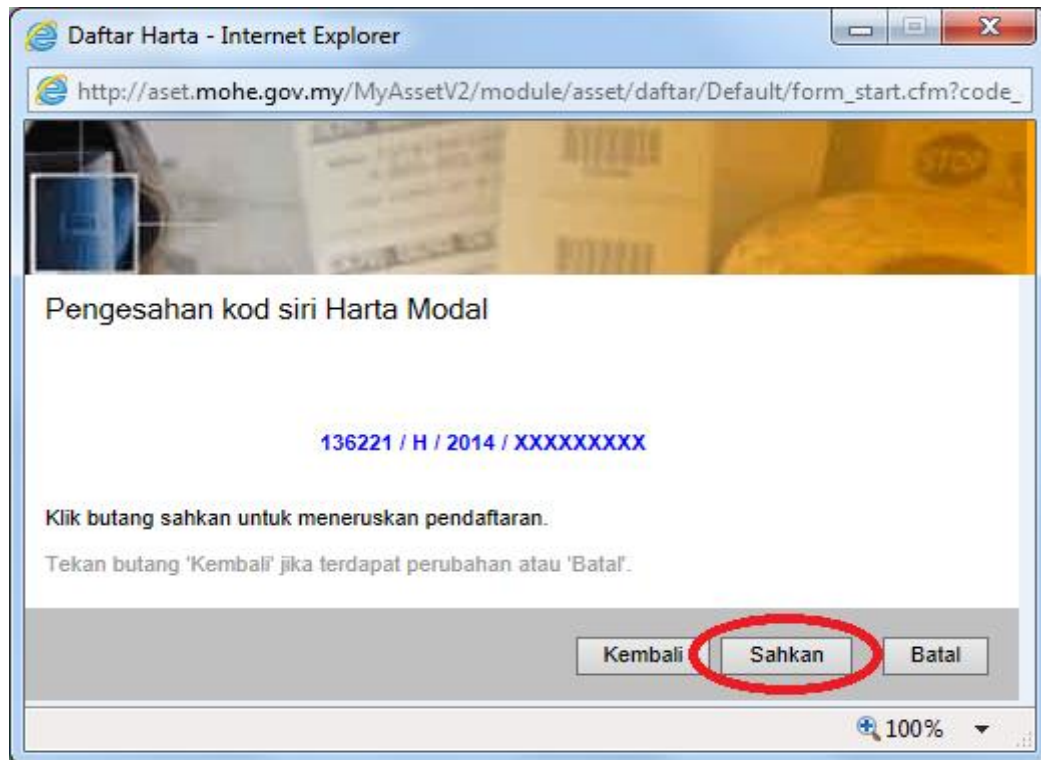 Daftar Harta - Internet Explorer
http://aset.mohe.gov.my/MyAssetV2/module/asset/daftar/Default/form_start.cfm?code_
STOP
Pengesahan kod siri Harta Modal
136221 / H / 2014 / XXXXXXXXX
Klik butang sahkan untuk meneruskan pendaftaran.
Tekan butang 'Kembali' jika terdapat perubahan atau 'Batal'.
Kembali Sahkan Batal
100%